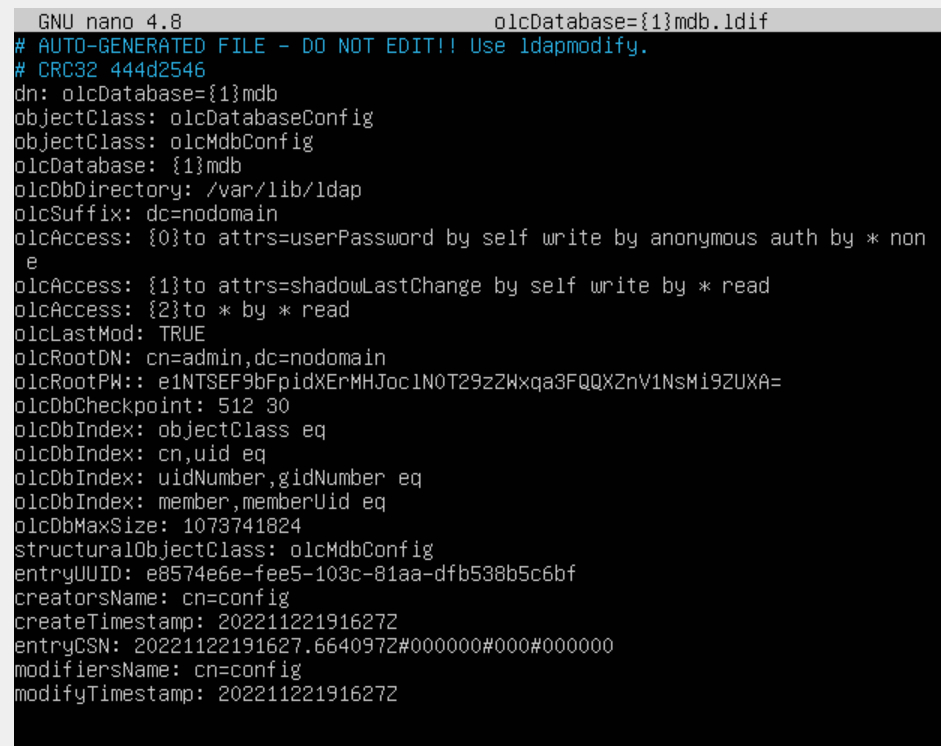 GNU nano 4.8 olcDatabase={1}mdb.ldif
# AUTO-GENERATED FILE - DO NOT EDIT!! Use ldapmodify.
# CRC32 444d2546
dn: olcDatabase={1}mdb
objectClass: olcDatabaseConfig
objectClass: olcMdbConfig
olcDatabase: {1}mdb
olcDbDirectory: /var/lib/ldap
olcSuffix: dc=nodomain
olcAccess: {0}to attrs=userPassword by self write by anonymous auth by * non
 e
olcAccess: {1}to attrs=shadowLastChange by self write by * read
olcAccess: {2}to * by * read
olcLastMod: TRUE
olcRootDN: cn=admin,dc=nodomain
olcRootPW:: e1NTSEF9bFpidXErMHJoclN0T29zZWxqa3FQQXZnV1NsMi9ZUXA=
olcDbCheckpoint: 512 30
olcDbIndex: objectClass eq
olcDbIndex: cn,uid eq
olcDbIndex: uidNumber,gidNumber eq
olcDbIndex: member,memberUid eq
olcDbMaxSize: 1073741824
structuralObjectClass: olcMdbConfig
entryUUID: e8574e6e-fee5-103c-81aa-dfb538b5c6bf
creatorsName: cn=config
createTimestamp: 20221122191627Z
entryCSN: 20221122191627.664097Z#000000#000#000000
modifiersName: cn=config
modifyTimestamp: 20221122191627Z